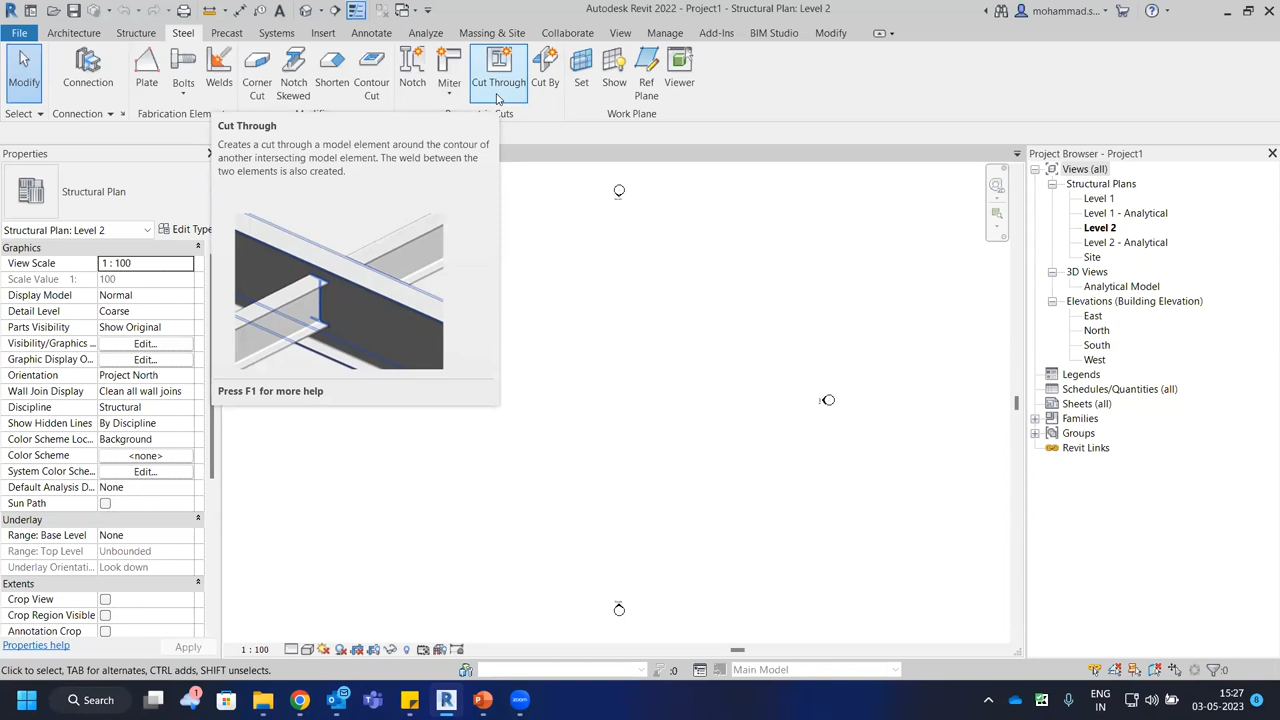 Autodesk Revit 2022 - Project1 - Structural Plan: Level 2
mohammad.s...
File Architecture Structure Steel Precast Systems Insert Annotate Analyze Massing & Site Collaborate View Manage Add-Ins BIM Studio Modify
Modify Connection Plate Bolts Welds Corner Cut Notch Skewed Shorten Contour Cut Notch Miter Cut Through Cut By Set Show Ref Plane Viewer
Select Connection Work Plane
Cut Through
Creates a cut through a model element around the contour of
another intersecting model element. The weld between the
two elements is also created.
Press F1 for more help
Properties
Structural Plan
Structural Plan: Level 2 Edit Type
Graphics
View Scale 1 : 100
Scale Value 1: 100
Display Model Normal
Detail Level Coarse
Parts Visibility Show Original
Visibility/Graphics ... Edit...
Graphic Display O... Edit...
Orientation Project North
Wall Join Display Clean all wall joins
Discipline Structural
Show Hidden Lines By Discipline
Color Scheme Loc... Background
Color Scheme <none>
System Color Sche... Edit...
Default Analysis D... None
Sun Path
Underlay
Range: Base Level None
Range: Top Level Unbounded
Underlay Orientati... Look down
Extents
Crop View
Crop Region Visible
Annotation Crop
Properties help Apply
Project Browser - Project1
Views (all)
Structural Plans
Level 1
Level 1 - Analytical
Level 2
Level 2 - Analytical
Site
3D Views
Analytical Model
Elevations (Building Elevation)
East
North
South
West
Legends
Schedules/Quantities (all)
Sheets (all)
Families
Groups
Revit Links
1 : 100
Click to select, TAB for alternates, CTRL adds, SHIFT unselects. :0 Main Model :0
Search 1 ENG
IN
15:27
03-05-2023
8